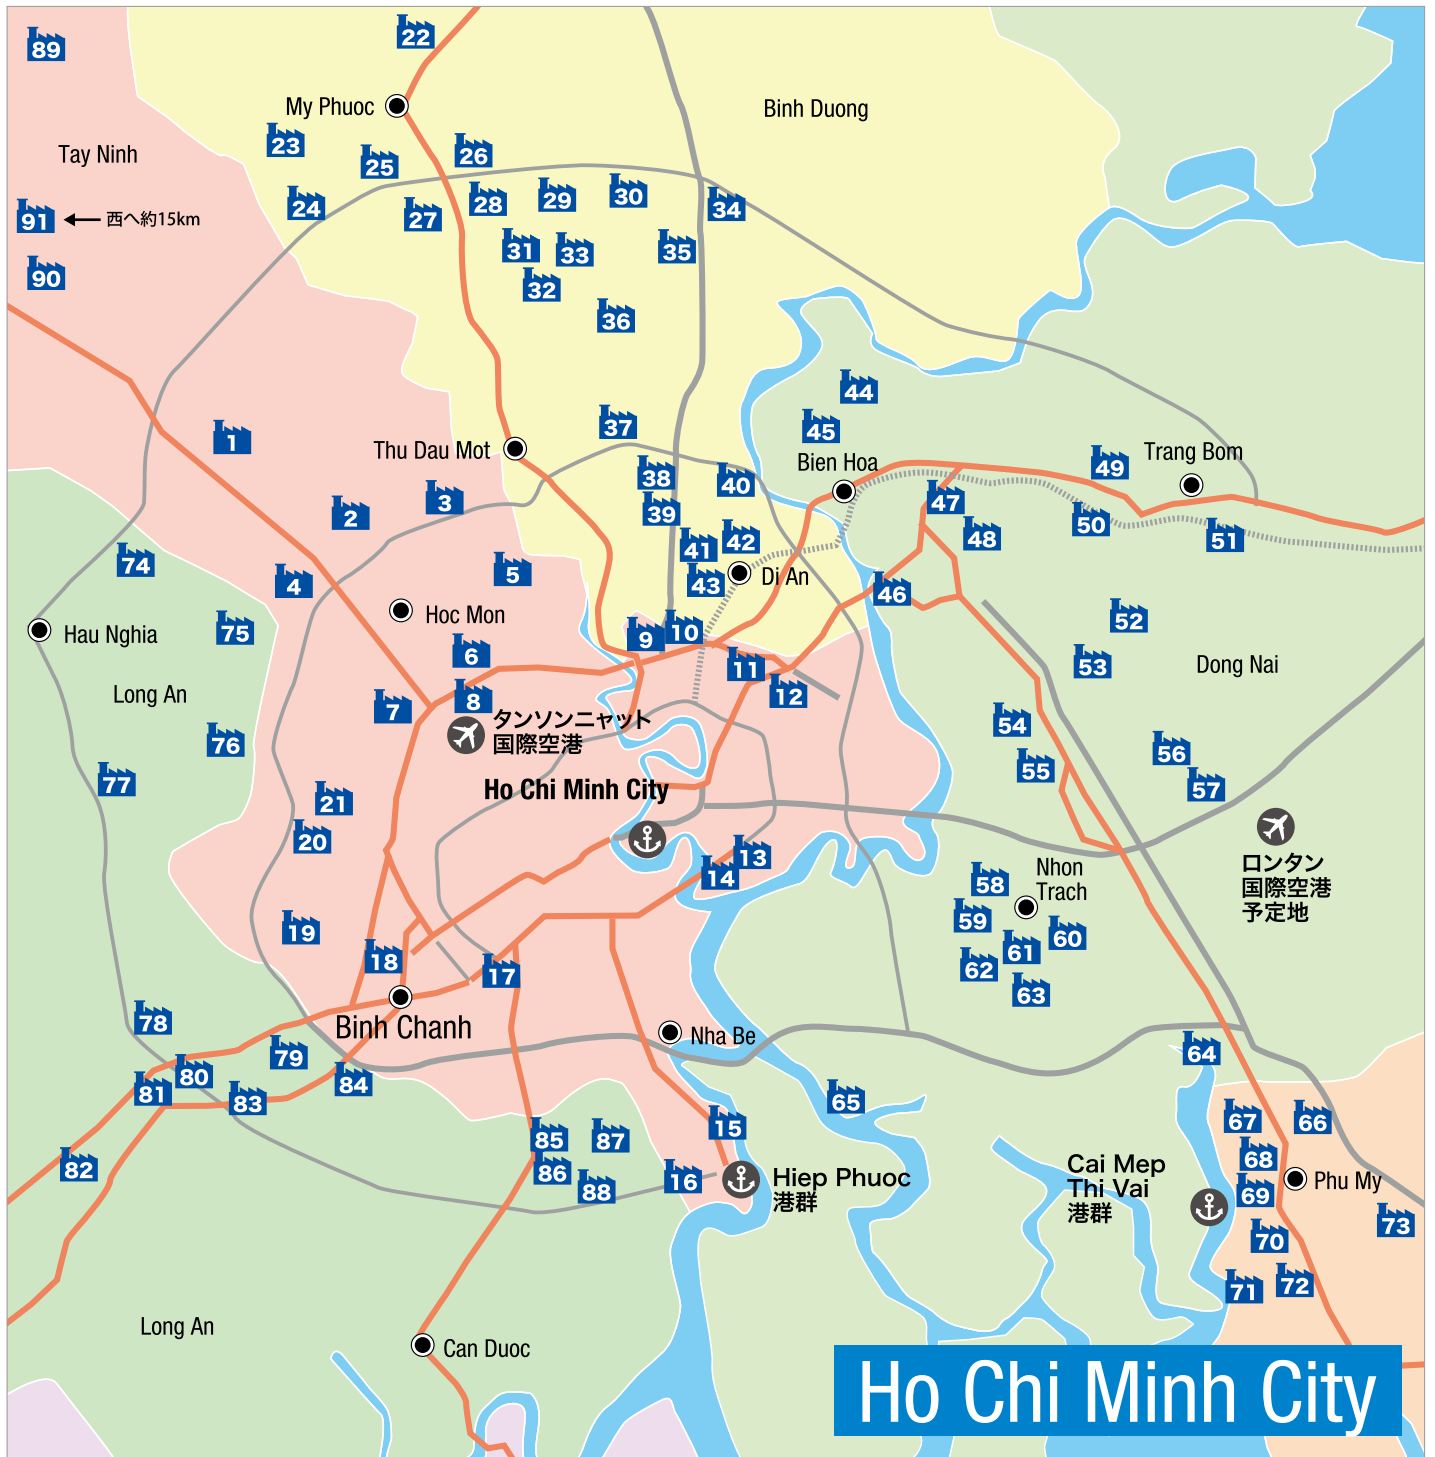 22
89
My Phuoc
Binh Duong
23
26
Tay Ninh
25
24
28
29
30
34
91
西へ約15km
27
31
33
35
90
32
36
44
37
45
1
Thu Dau Mot
Bien Hoa
49
Trang Bom
38
40
2
3
39
47
50
51
48
42
41
74
5
4
43
Di An
46
Hoc Mon
52
Hau Nghia
75
9
10
6
11
53
Dong Nai
Long An
7
8
12
タンソンニャット
国際空港
54
76
56
77
55
57
Ho Chi Minh City
21
20
13
14
ロンタン
国際空港
予定地
Nhon
Trach
58
59
60
61
62
63
19
18
17
78
Binh Chanh
Nha Be
79
64
80
81
84
83
65
85
87
15
67
66
82
86
88
16
Hiep Phuoc
港群
Cai Mep
Thi Vai
港群
68
69
Phu My
70
73
71
72
Long An
Can Duoc
Ho Chi Minh City